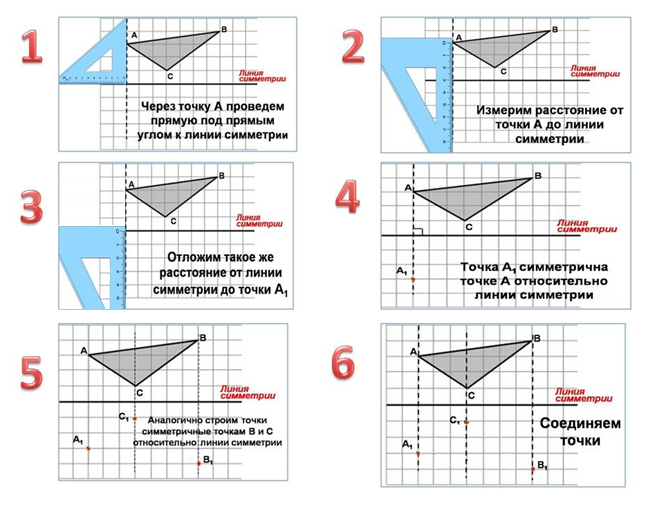 1
A
B
C
Линия
симметрии
Через точку А проведем
прямую под прямым
углом к линии симметрии
2
A
B
C
Линия
симметрии
Измерим расстояние от
точки А до линии
симметрии
3
A
B
C
Линия
симметрии
Отложим такое же
расстояние от линии
симметрии до точки А₁
4
A
B
C
Линия
симметрии
A₁
Точка А₁ симметрична
точке А относительно
линии симметрии
5
A
B
C
Линия
симметрии
C₁
Аналогично строим точки
симметричные точкам В и С
относительно линии симметрии
A₁
B₁
6
A
B
C
Линия
симметрии
C₁
Соединяем
точки
A₁
B₁